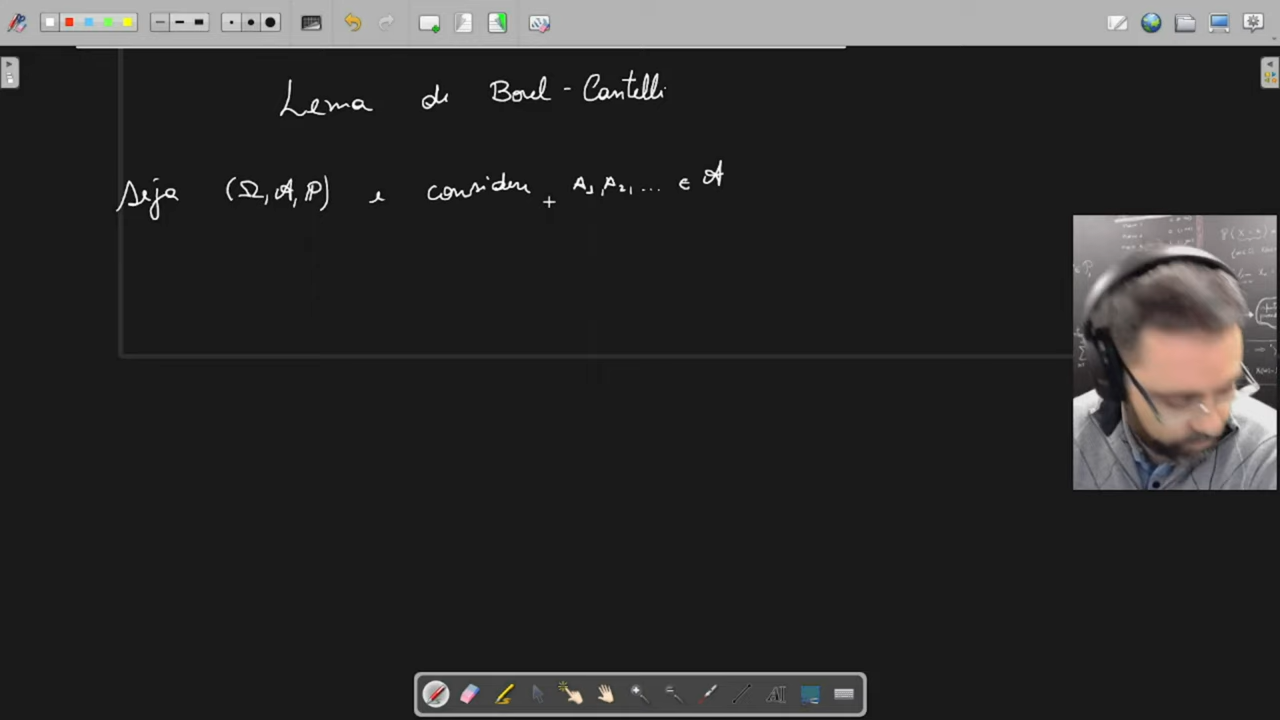 Lema de Borel - Cantelli
Seja (Ω, 𝒜, ℙ) e considere A₁, A₂, ... ∈ 𝒜